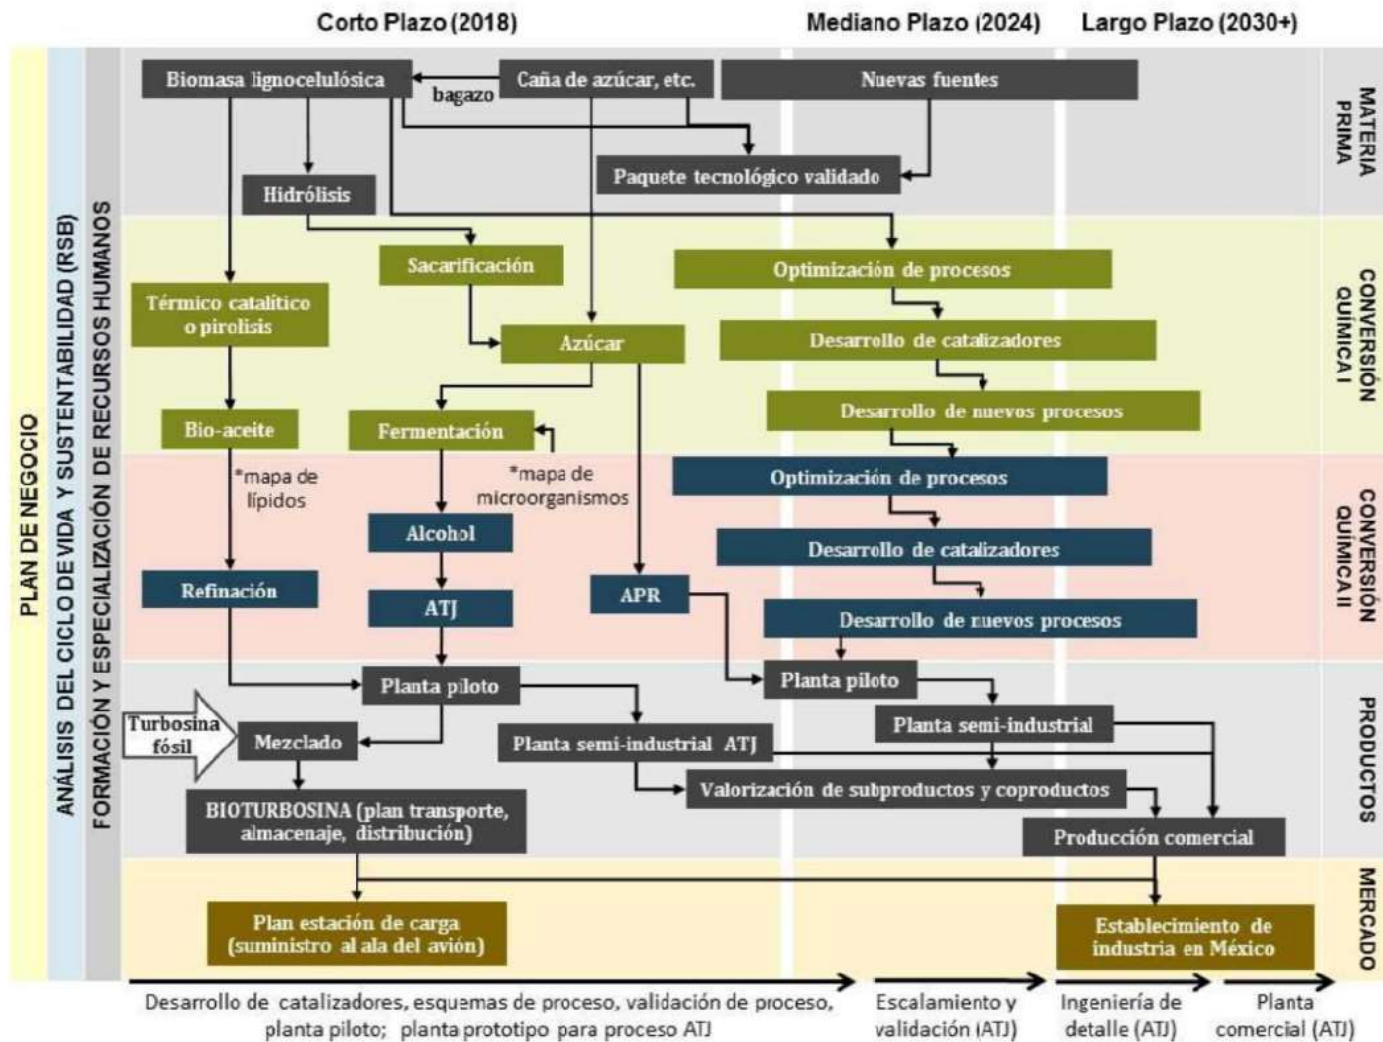 Corto Plazo (2018)
Mediano Plazo (2024)
Largo Plazo (2030+)
PLAN DE NEGOCIO
ANÁLISIS DEL CICLO DE VIDA Y SUSTENTABILIDAD (RSB)
FORMACIÓN Y ESPECIALIZACIÓN DE RECURSOS HUMANOS
MATERIA
PRIMA
Biomasa lignocelulósica
bagazo
Caña de azúcar, etc.
Nuevas fuentes
Paquete tecnológico validado
Hidrólisis
CONVERSIÓN
QUÍMICA I
Sacarificación
Optimización de procesos
Térmico catalítico
o pirolisis
Azúcar
Desarrollo de catalizadores
Bio-aceite
Fermentación
Desarrollo de nuevos procesos
*mapa de
lípidos
*mapa de
microorganismos
CONVERSIÓN
QUÍMICA II
Optimización de procesos
Alcohol
Desarrollo de catalizadores
Refinación
ATJ
APR
Desarrollo de nuevos procesos
PRODUCTOS
Planta piloto
Planta piloto
Turbosina
fósil
Mezclado
Planta semi-industrial ATJ
Planta semi-industrial
Valorización de subproductos y coproductos
BIOTURBOSINA (plan transporte,
almacenaje, distribución)
Producción comercial
MERCADO
Plan estación de carga
(suministro al ala del avión)
Establecimiento de
industria en México
Desarrollo de catalizadores, esquemas de proceso, validación de proceso,
planta piloto; planta prototipo para proceso ATJ
Escalamiento y
validación (ATJ)
Ingeniería de
detalle (ATJ)
Planta
comercial (ATJ)